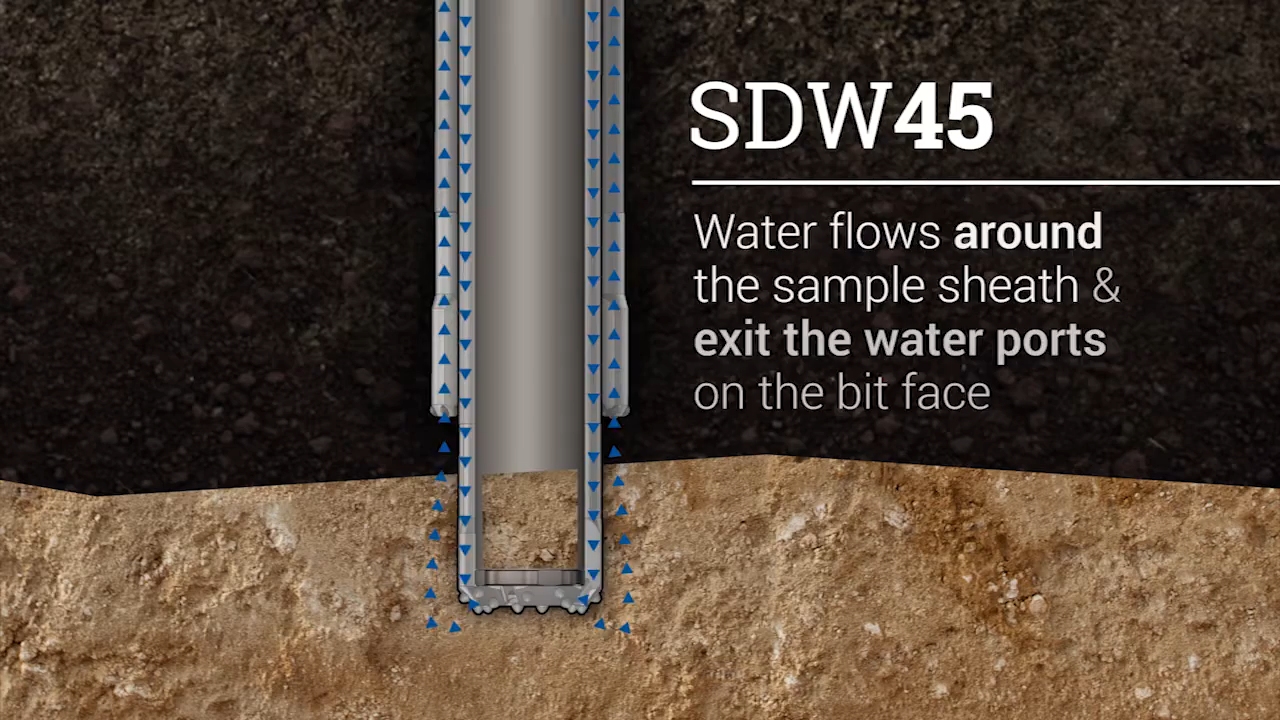 SDW45
Water flows around
the sample sheath &
exit the water ports
on the bit face